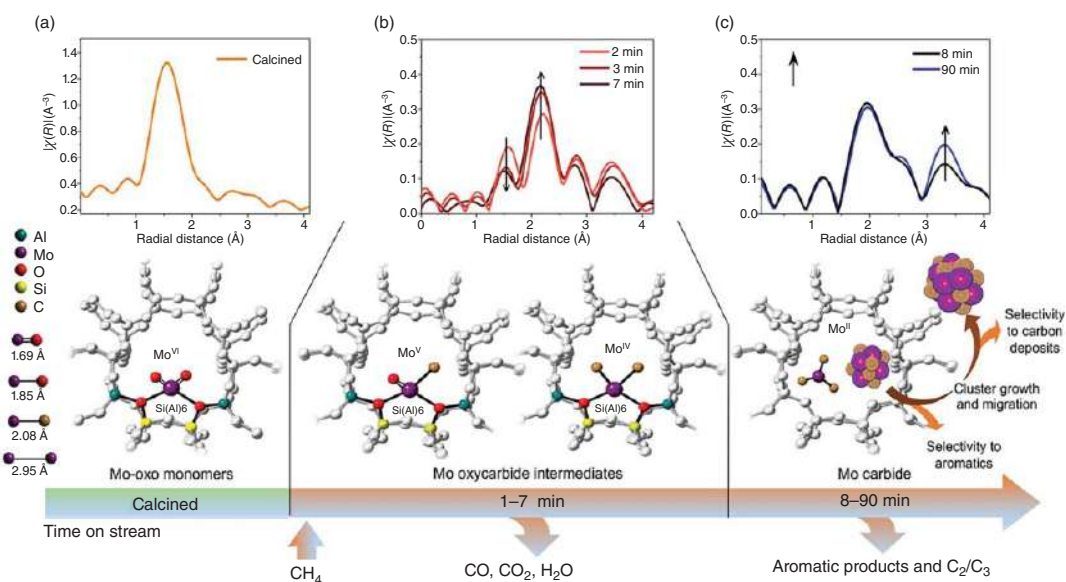 (a)
|χ(R)|(A⁻³)
1.4
1.2
1.0
0.8
0.6
0.4
0.2
Calcined
0 1 2 3 4
Radial distance (Å)
(b)
|χ(R)|(A⁻³)
0.5
0.4
0.3
0.2
0.1
0.0
2 min
3 min
7 min
0 1 2 3 4
Radial distance (Å)
(c)
|χ(R)|(A⁻³)
0.5
0.4
0.3
0.2
0.1
0.0
8 min
90 min
0 1 2 3 4
Radial distance (Å)
Al
Mo
O
Si
C
1.69 Å
1.85 Å
2.08 Å
2.95 Å
Mo^VI
Si(Al)6
Mo-oxo monomers
Mo^V
Si(Al)6
Mo^IV
Si(Al)6
Mo oxycarbide intermediates
Mo^II
Selectivity
to carbon
deposits
Cluster growth
and migration
Selectivity to
aromatics
Mo carbide
Calcined
1–7 min
8–90 min
Time on stream
CH₄
CO, CO₂, H₂O
Aromatic products and C₂/C₃